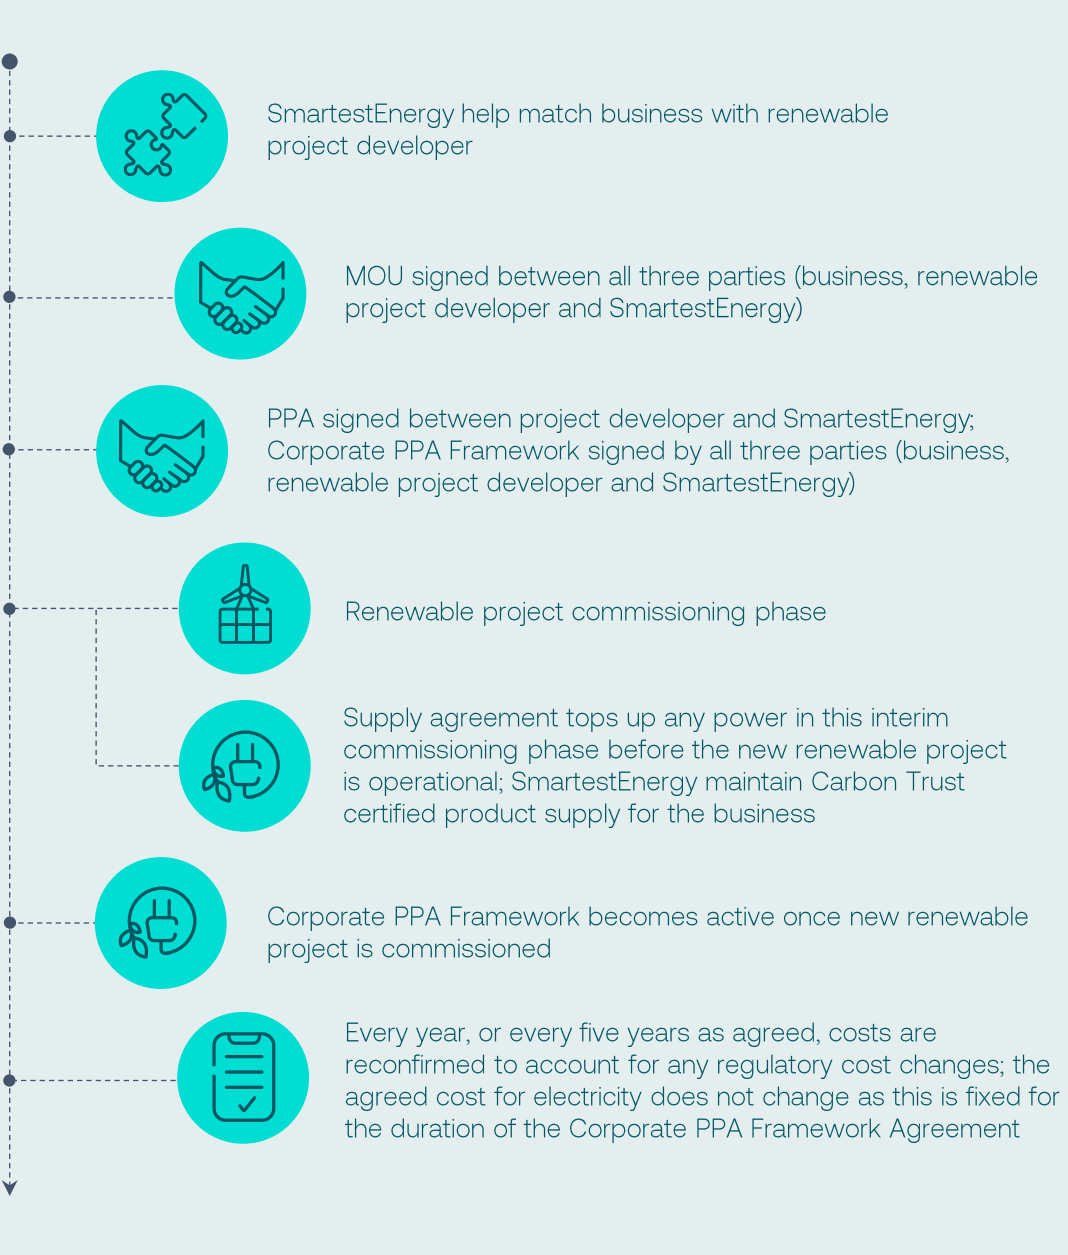 SmartestEnergy help match business with renewable
project developer
MOU signed between all three parties (business, renewable
project developer and SmartestEnergy)
PPA signed between project developer and SmartestEnergy;
Corporate PPA Framework signed by all three parties (business,
renewable project developer and SmartestEnergy)
Renewable project commissioning phase
Supply agreement tops up any power in this interim
commissioning phase before the new renewable project
is operational; SmartestEnergy maintain Carbon Trust
certified product supply for the business
Corporate PPA Framework becomes active once new renewable
project is commissioned
Every year, or every five years as agreed, costs are
reconfirmed to account for any regulatory cost changes; the
agreed cost for electricity does not change as this is fixed for
the duration of the Corporate PPA Framework Agreement